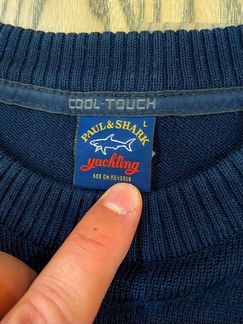 COOL-TOUCH
L
PAUL & SHARK
yachting
SEE ON REVERSE